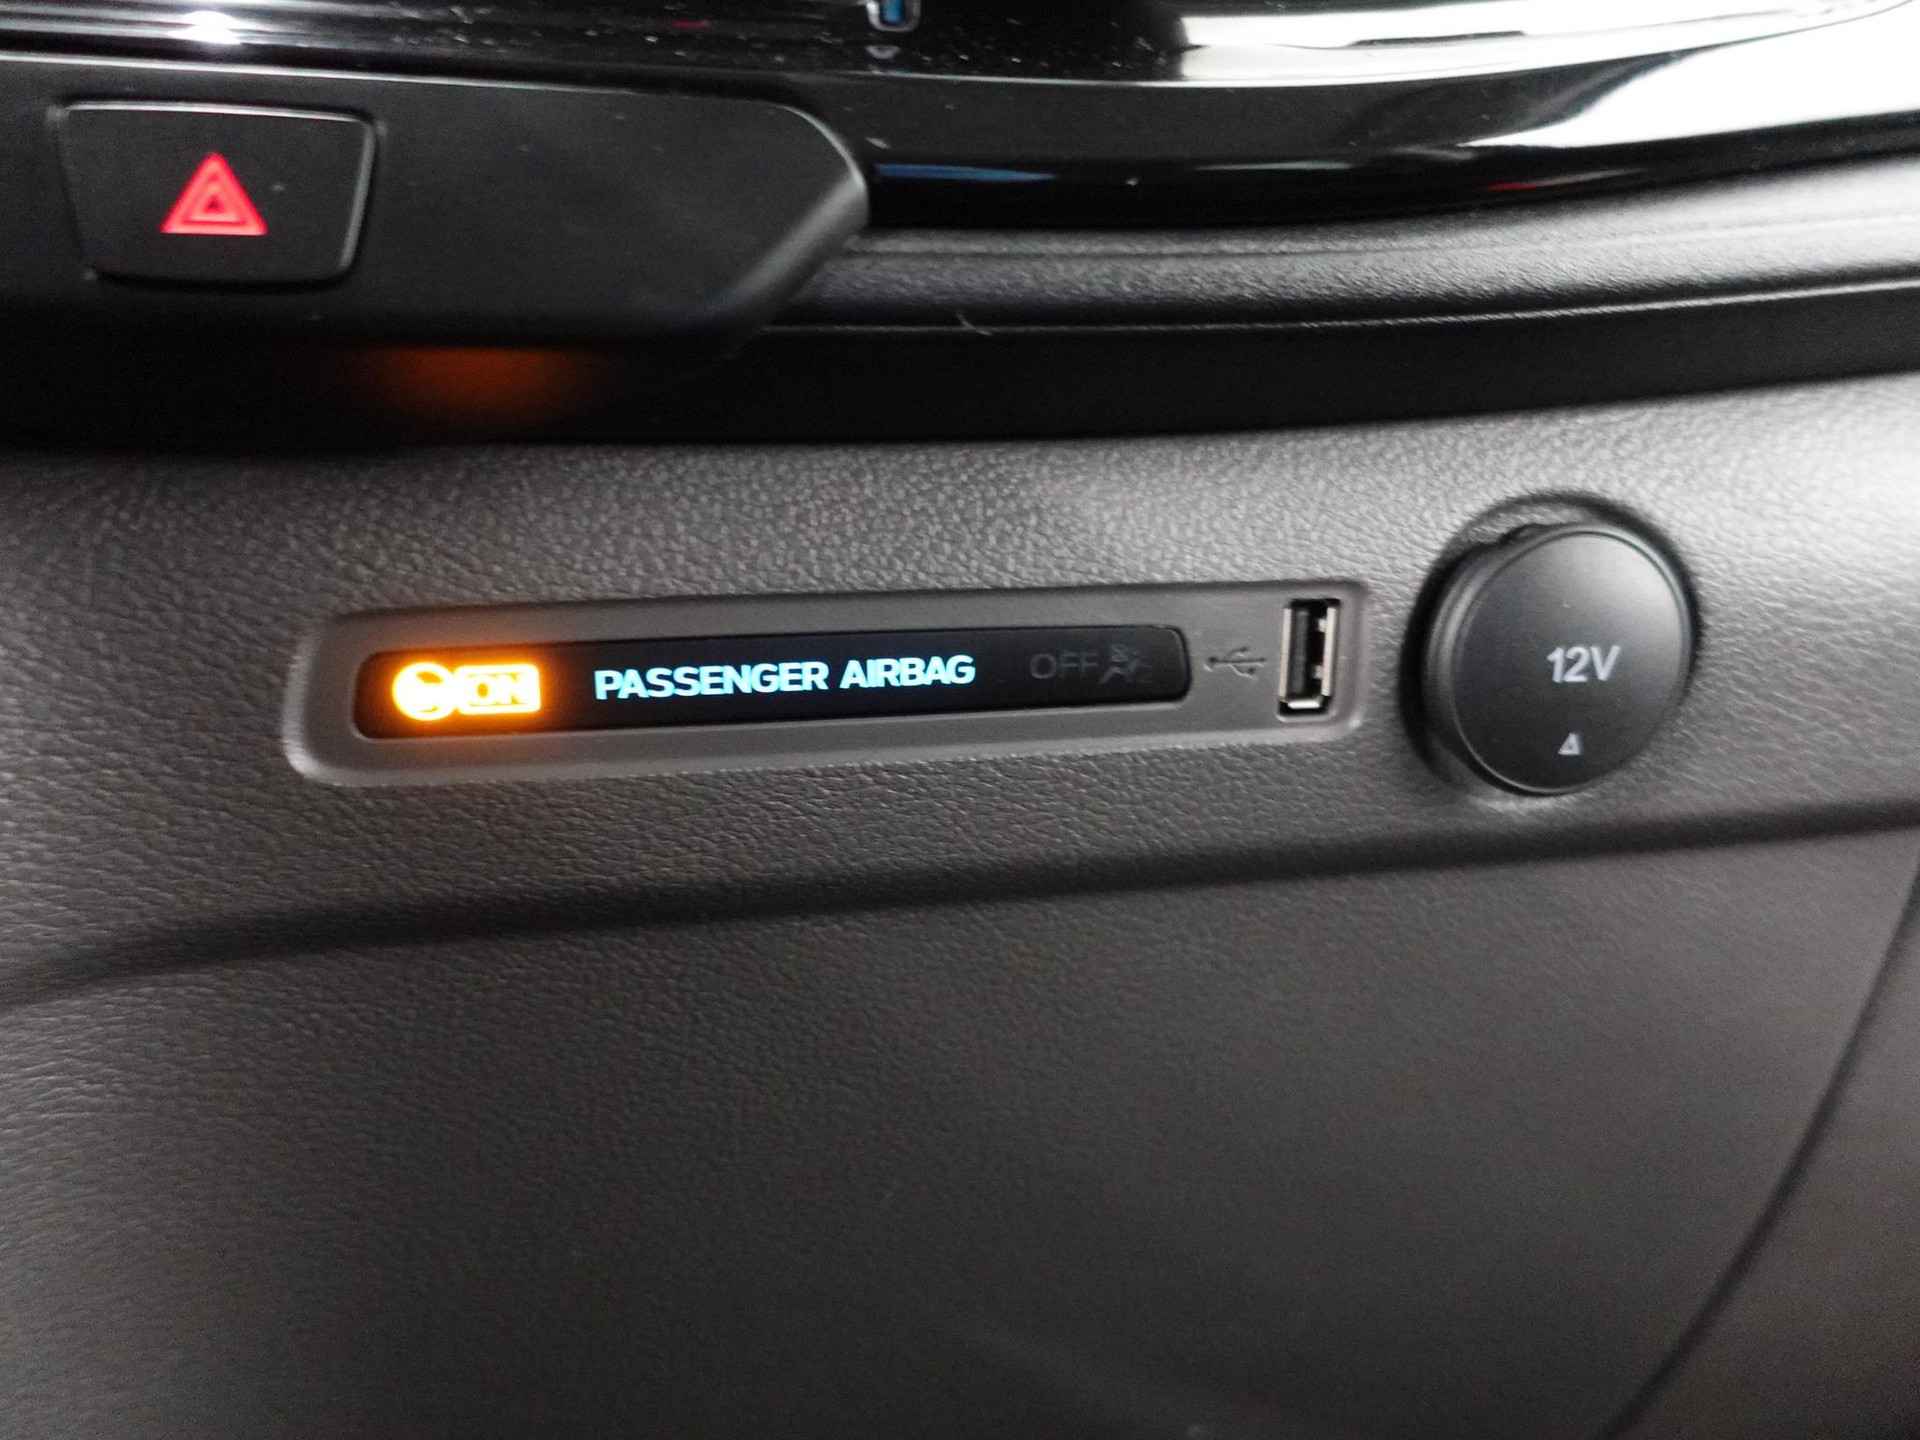 ON PASSENGER AIRBAG OFF
12V